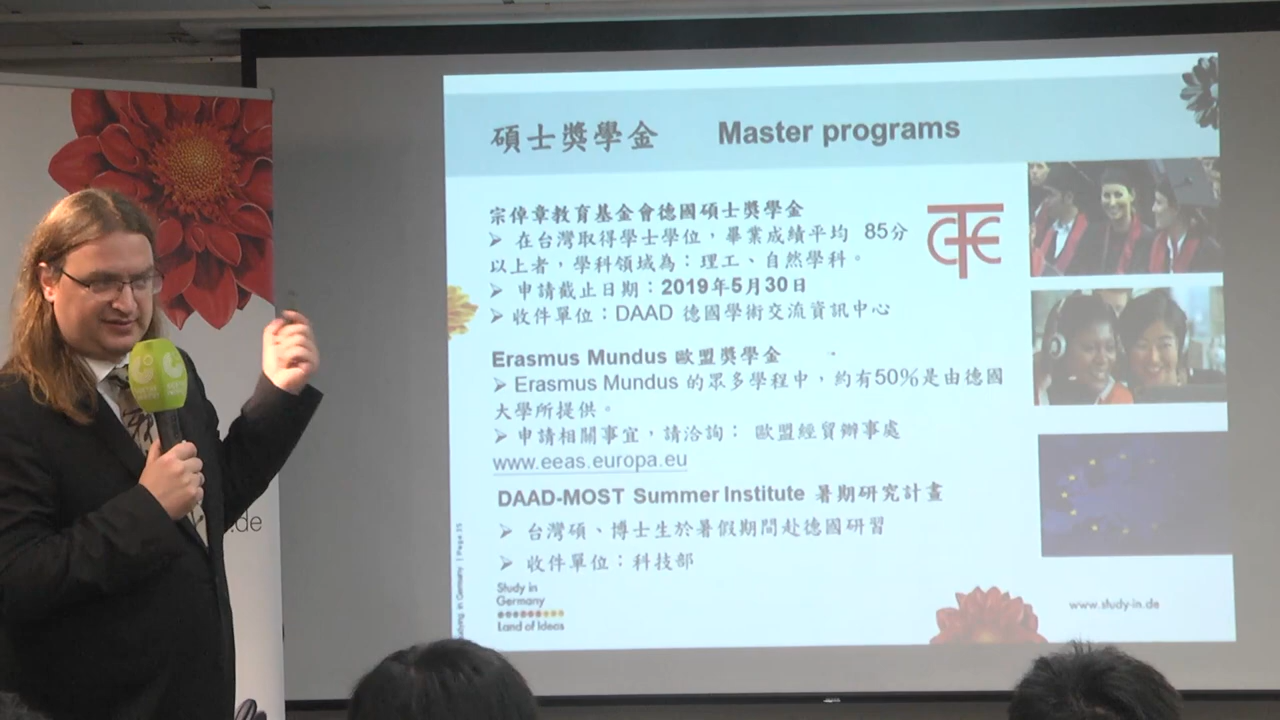 碩士獎學金 Master programs
宗倬章教育基金會德國碩士獎學金
➢ 在台灣取得學士學位，畢業成績平均 85分
以上者，學科領域為：理工、自然學科。
➢ 申請截止日期：2019年5月30日
➢ 收件單位：DAAD 德國學術交流資訊中心
Erasmus Mundus 歐盟獎學金
➢ Erasmus Mundus 的眾多學程中，約有50%是由德國
大學所提供。
➢ 申請相關事宜，請洽詢： 歐盟經貿辦事處
www.eeas.europa.eu
DAAD-MOST Summer Institute 暑期研究計畫
➢ 台灣碩、博士生於暑假期間赴德國研習
➢ 收件單位：科技部
Study in
Germany
Land of Ideas
www.study-in.de
in Germany | Page 15
.de